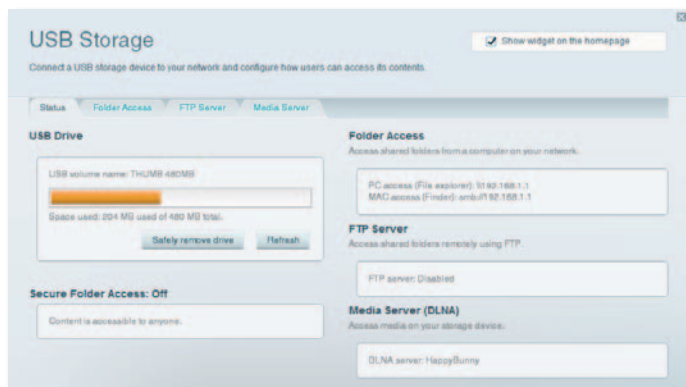 USB Storage
Show widget on the homepage
Connect a USB storage device to your network and configure how users can access its contents.
Status
Folder Access
FTP Server
Media Server
USB Drive
USB volume name: THUMB 480MB
Space used: 204 MB used of 480 MB total.
Safely remove drive
Refresh
Secure Folder Access: Off
Content is accessible to anyone.
Folder Access
Access shared folders from a computer on your network.
PC access (File explorer): \\192.168.1.1
MAC access (Finder): smb://192.168.1.1
FTP Server
Access shared folders remotely using FTP.
FTP server: Disabled
Media Server (DLNA)
Access media on your storage device.
DLNA server: HappyBunny